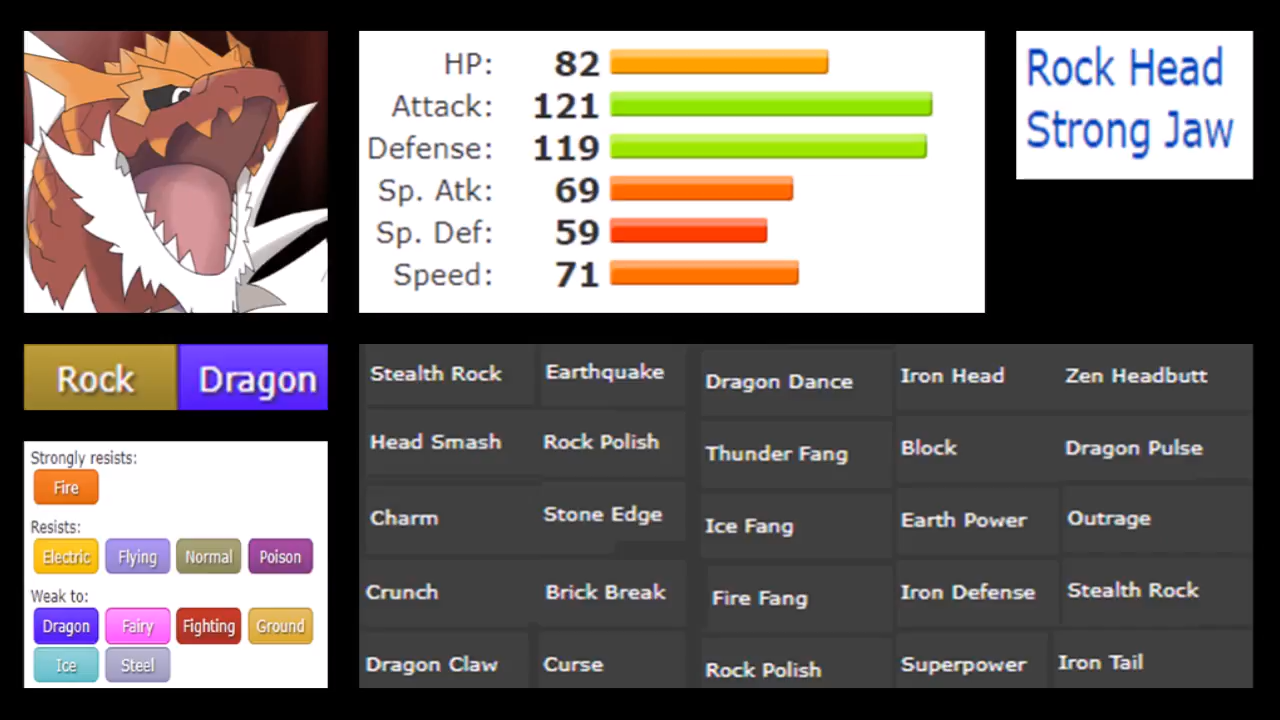 HP: 82
Attack: 121
Defense: 119
Sp. Atk: 69
Sp. Def: 59
Speed: 71
Rock Head
Strong Jaw
Rock Dragon
Strongly resists:
Fire
Resists:
Electric Flying Normal Poison
Weak to:
Dragon Fairy Fighting Ground
Ice Steel
Stealth Rock Earthquake Dragon Dance Iron Head Zen Headbutt
Head Smash Rock Polish Thunder Fang Block Dragon Pulse
Charm Stone Edge Ice Fang Earth Power Outrage
Crunch Brick Break Fire Fang Iron Defense Stealth Rock
Dragon Claw Curse Rock Polish Superpower Iron Tail